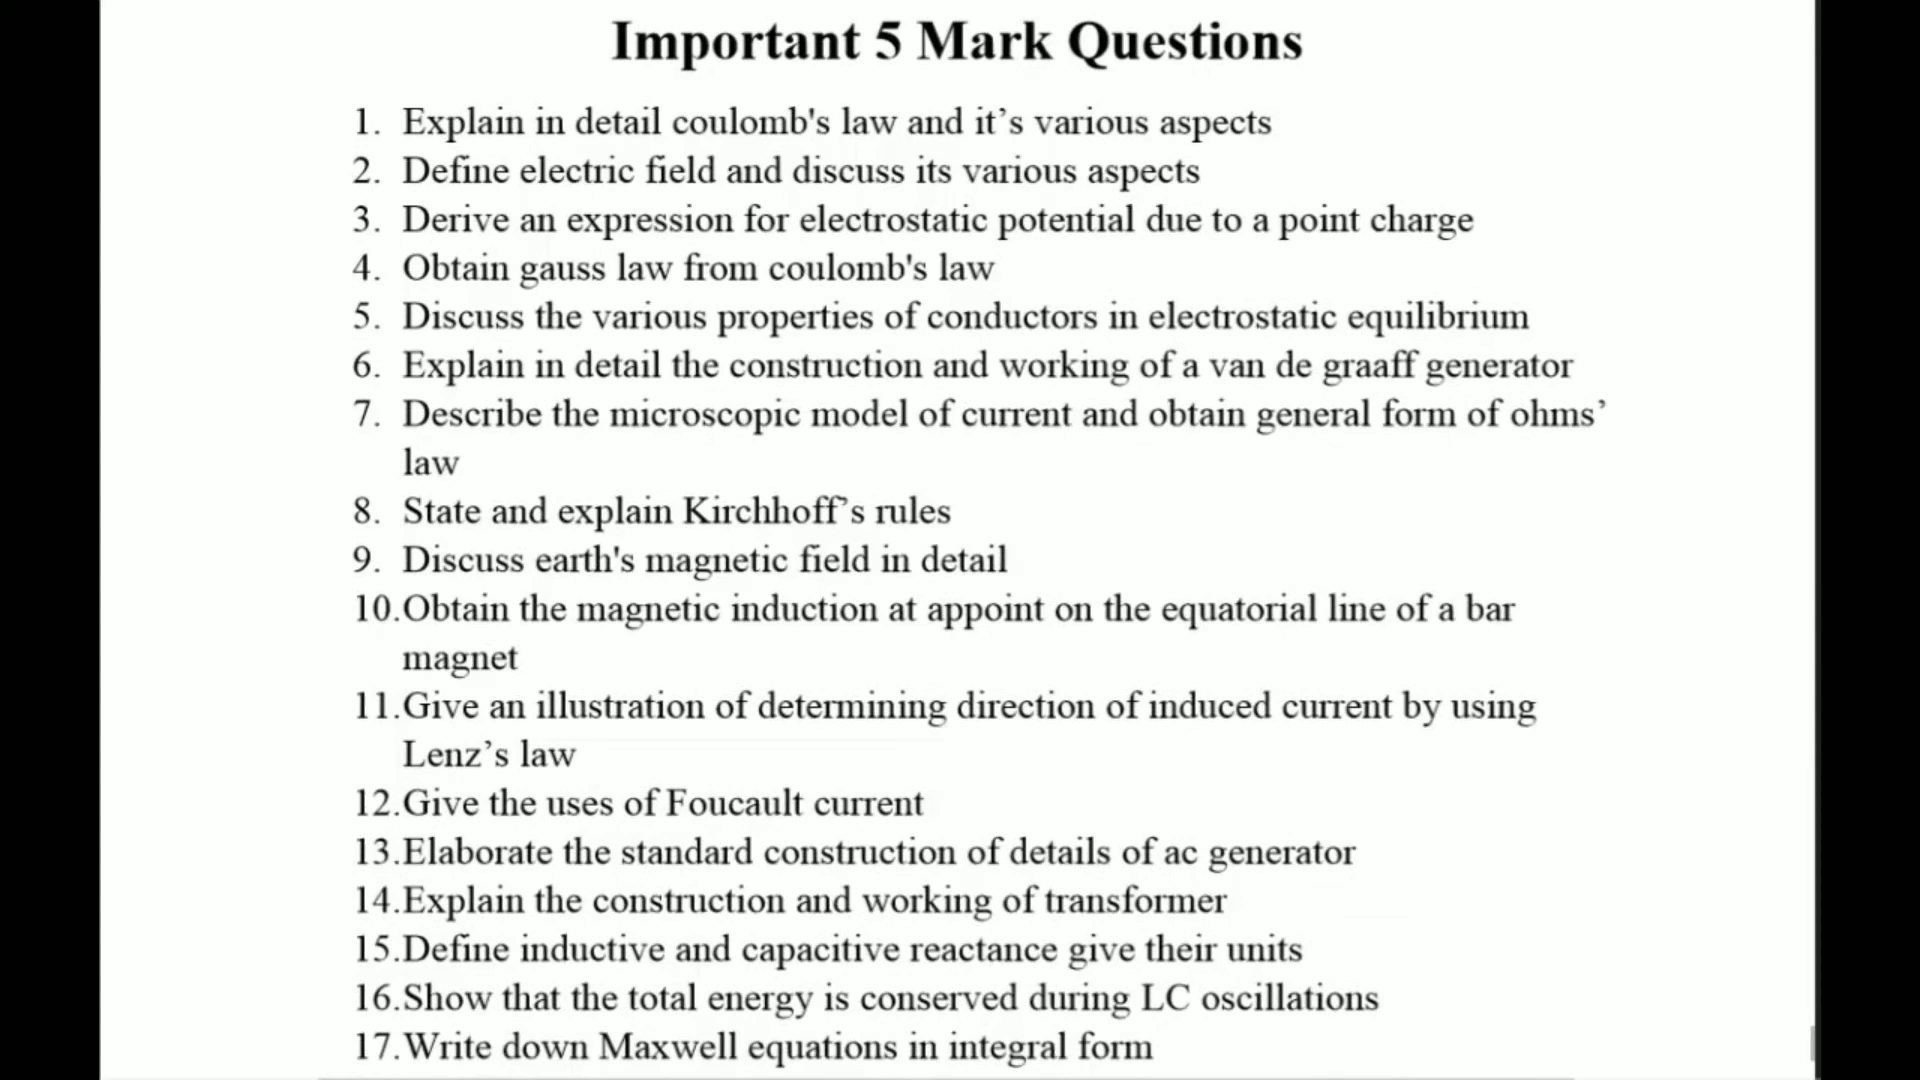 Important 5 Mark Questions
1. Explain in detail coulomb's law and it’s various aspects
2. Define electric field and discuss its various aspects
3. Derive an expression for electrostatic potential due to a point charge
4. Obtain gauss law from coulomb's law
5. Discuss the various properties of conductors in electrostatic equilibrium
6. Explain in detail the construction and working of a van de graaff generator
7. Describe the microscopic model of current and obtain general form of ohms’
law
8. State and explain Kirchhoff’s rules
9. Discuss earth's magnetic field in detail
10.Obtain the magnetic induction at appoint on the equatorial line of a bar
magnet
11.Give an illustration of determining direction of induced current by using
Lenz’s law
12.Give the uses of Foucault current
13.Elaborate the standard construction of details of ac generator
14.Explain the construction and working of transformer
15.Define inductive and capacitive reactance give their units
16.Show that the total energy is conserved during LC oscillations
17.Write down Maxwell equations in integral form